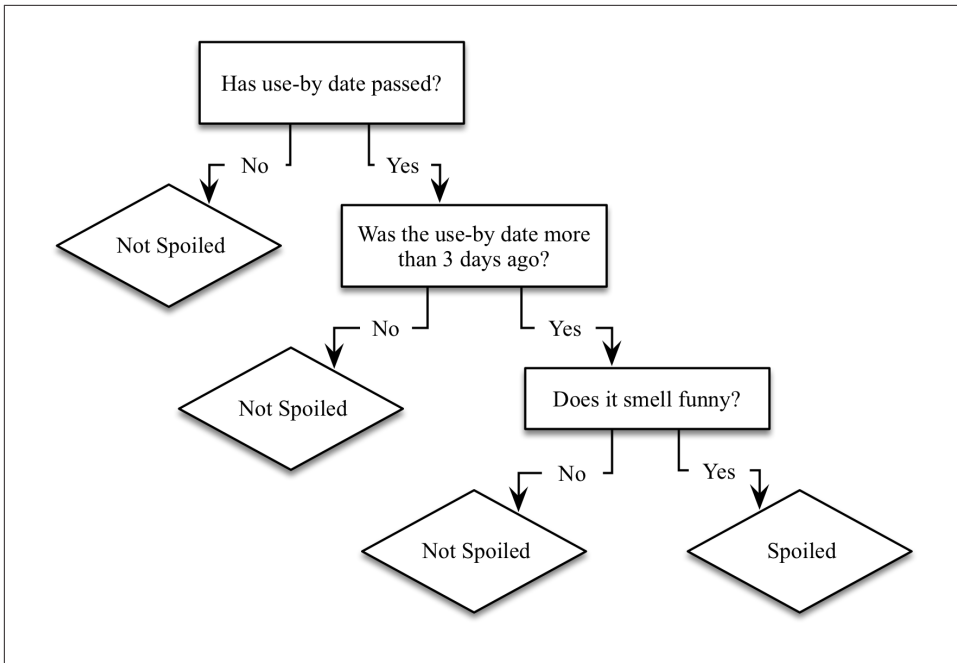 Has use-by date passed?
No
Yes
Not Spoiled
Was the use-by date more
than 3 days ago?
No
Yes
Not Spoiled
Does it smell funny?
No
Yes
Not Spoiled
Spoiled